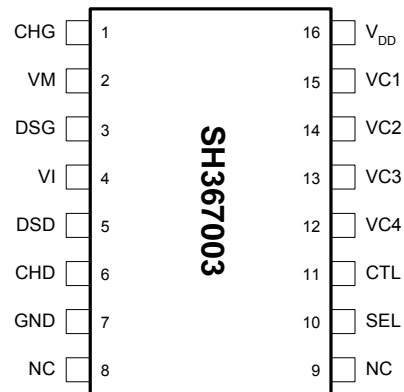 CHG 1 16 VDD
VM 2 15 VC1
DSG 3 14 VC2
VI 4 13 VC3
DSD 5 12 VC4
CHD 6 11 CTL
GND 7 10 SEL
NC 8 9 NC
SH367003